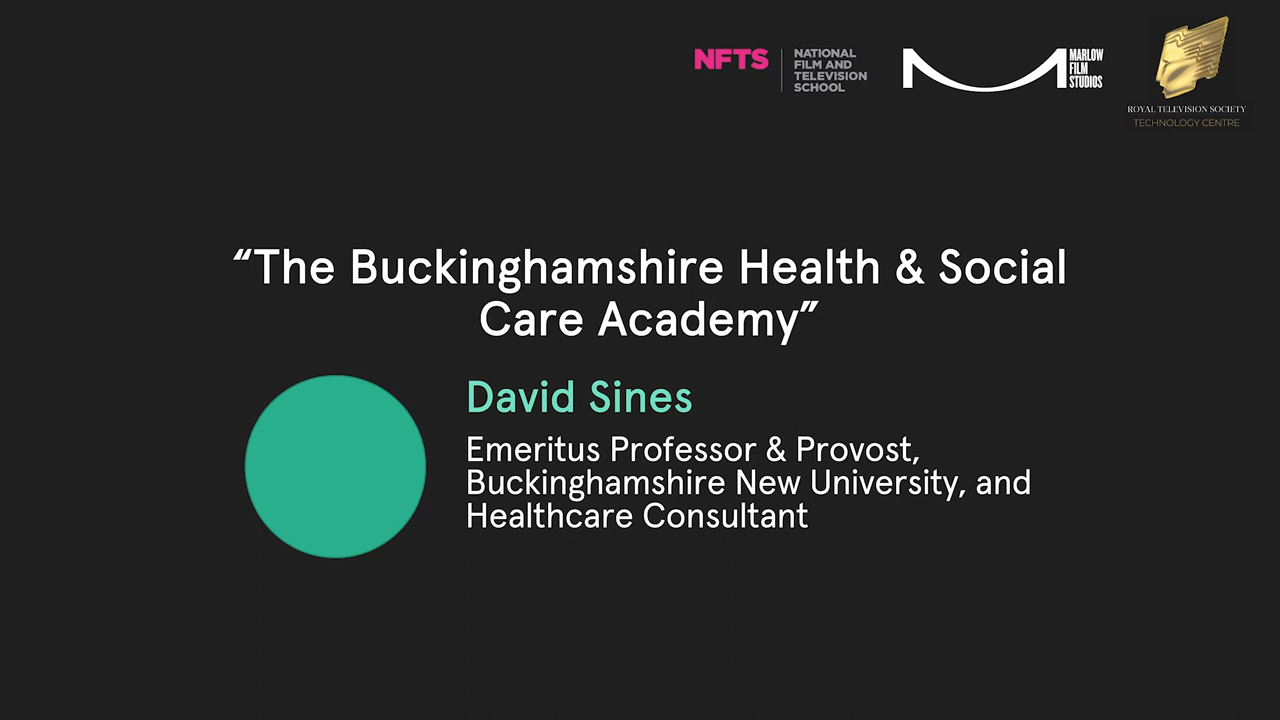 NFTS
NATIONAL
FILM AND
TELEVISION
SCHOOL
MARLOW
FILM
STUDIOS
ROYAL TELEVISION SOCIETY
TECHNOLOGY CENTRE
“The Buckinghamshire Health & Social
Care Academy”
David Sines
Emeritus Professor & Provost,
Buckinghamshire New University, and
Healthcare Consultant